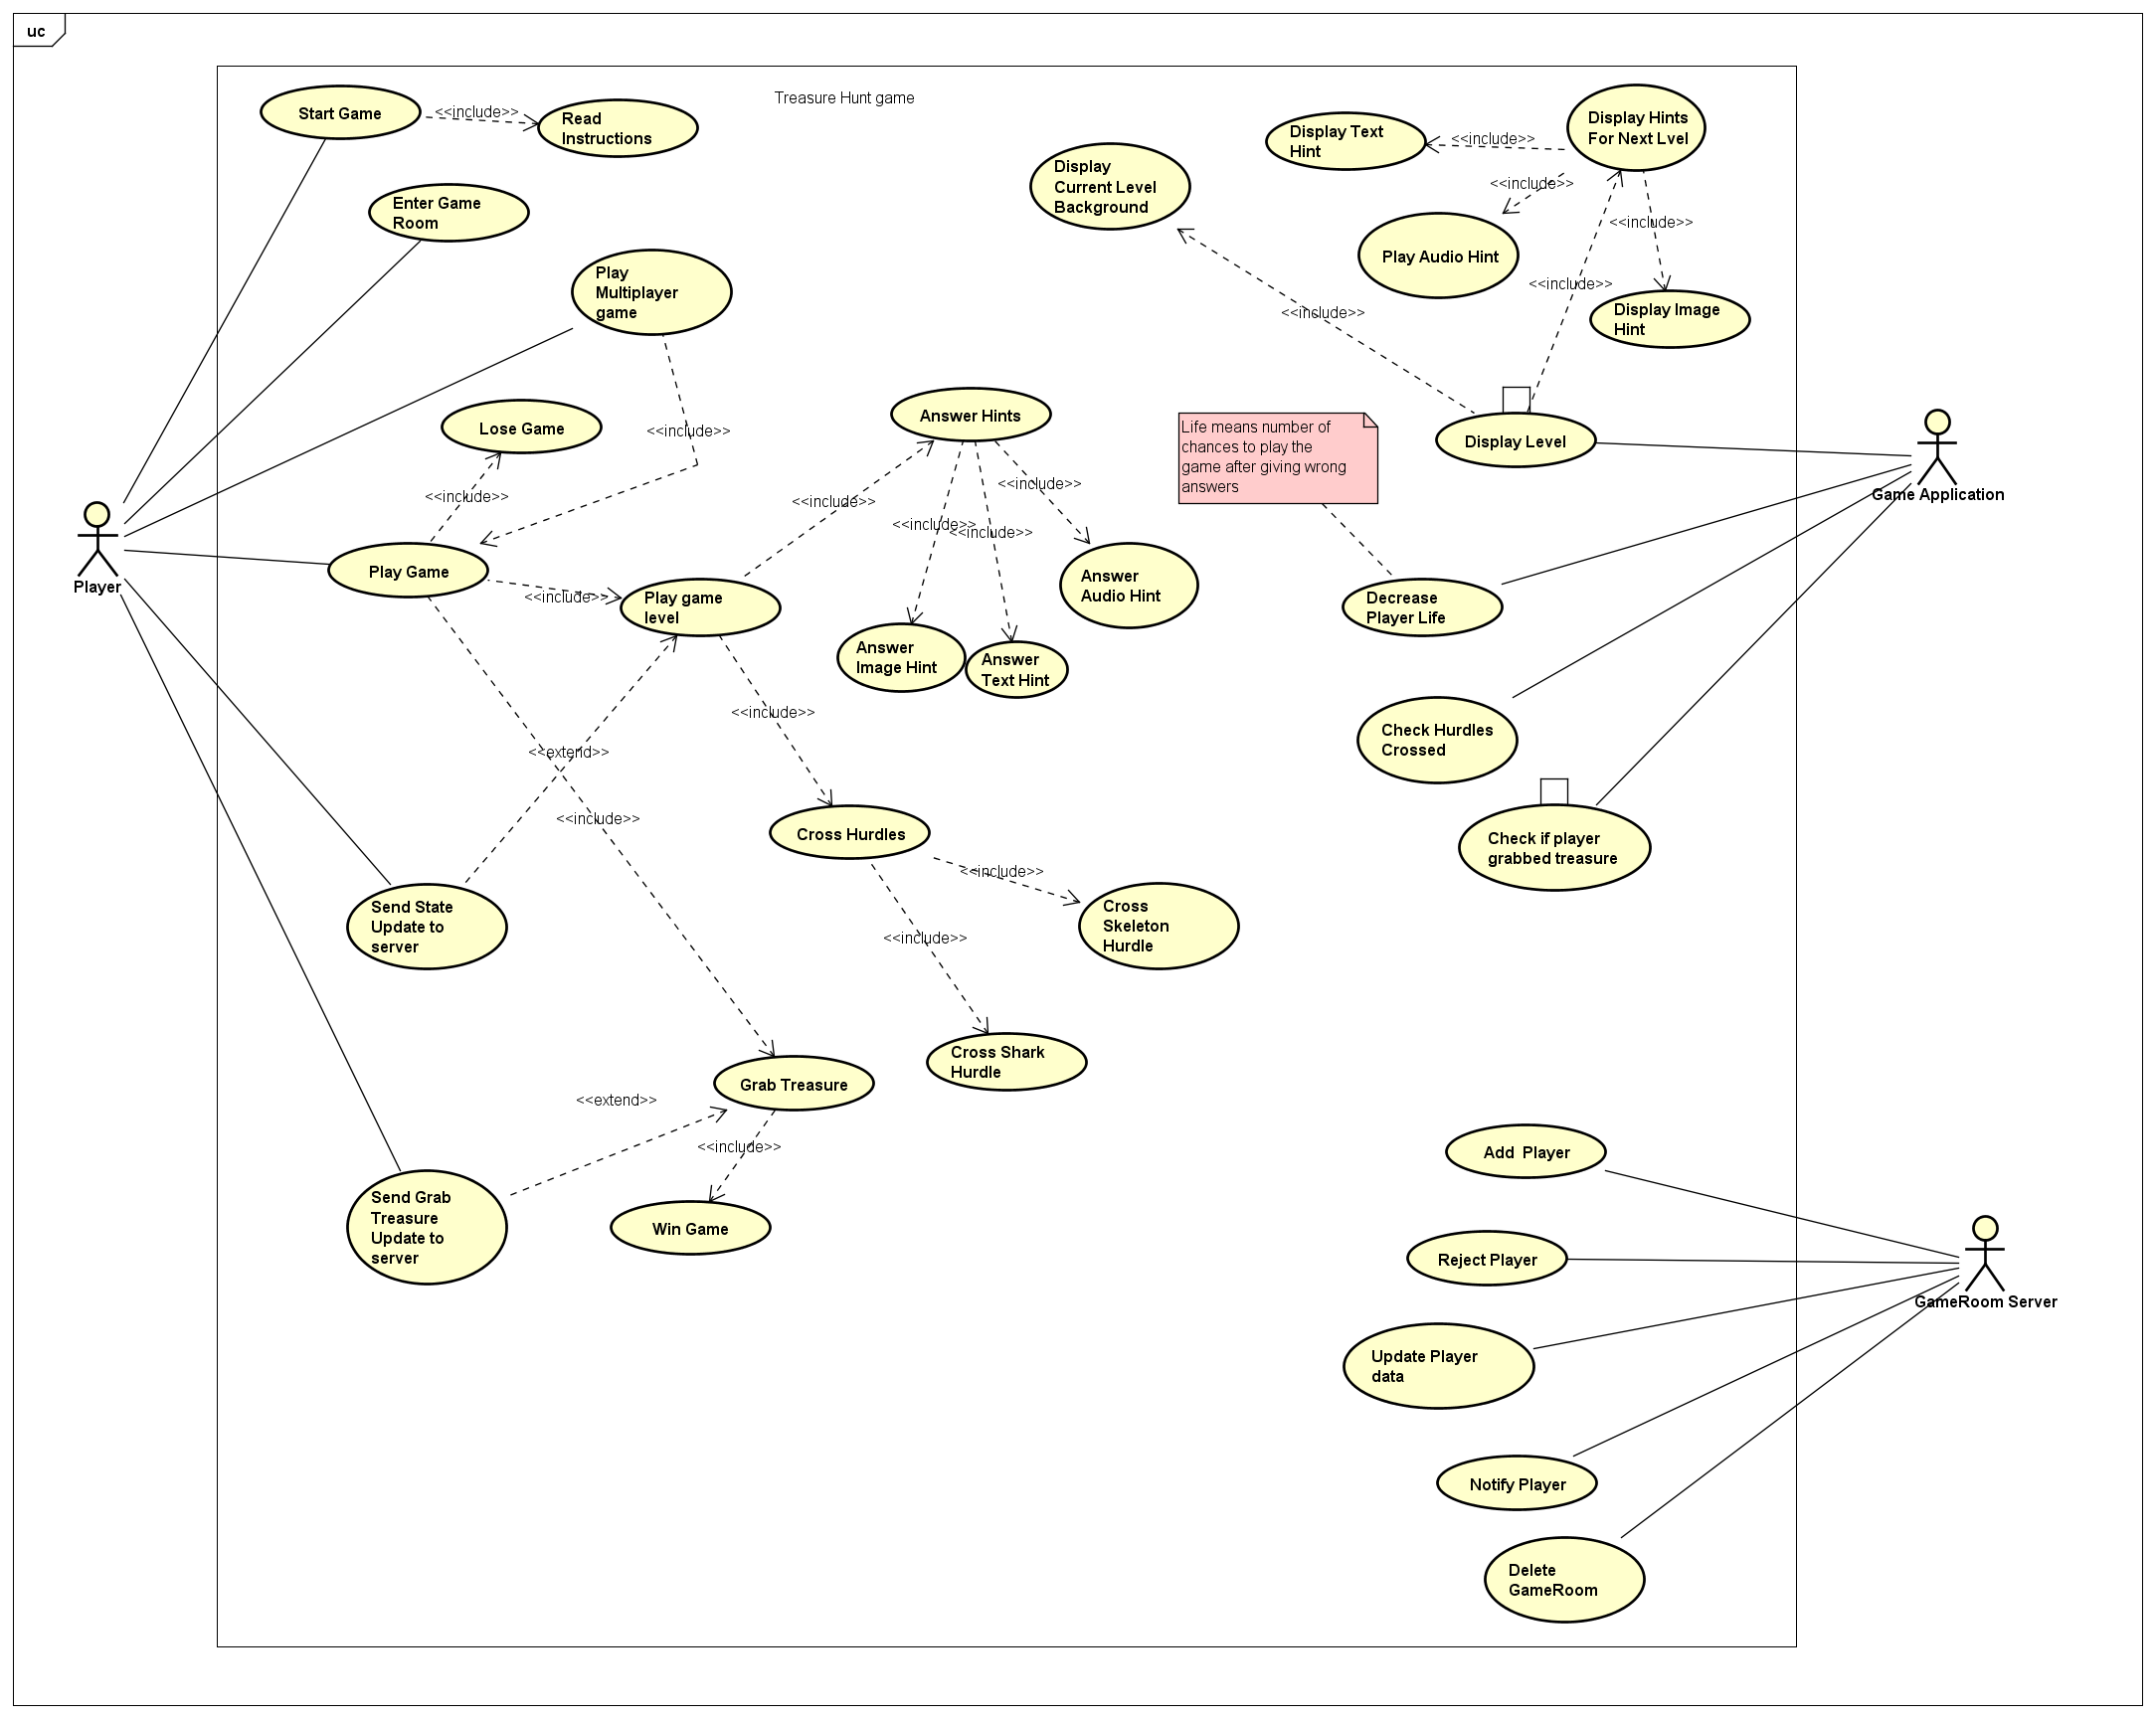 uc
Treasure Hunt game
Start Game
<<include>>
Read
Instructions
Enter Game
Room
Play
Multiplayer
game
<<include>>
Lose Game
<<include>>
Play Game
<<include>>
Play game
level
Player
<<include>>
Answer Hints
<<include>>
<<include>>
<<include>>
Answer
Image Hint
Answer
Text Hint
Answer
Audio Hint
<<include>>
<<extend>>
<<include>>
Cross Hurdles
<<include>>
<<include>>
Cross
Skeleton
Hurdle
Cross Shark
Hurdle
Send State
Update to
server
Grab Treasure
<<extend>>
<<include>>
Send Grab
Treasure
Update to
server
Win Game
Display
Current Level
Background
Display Text
Hint
<<include>>
Display Hints
For Next Lvel
<<include>>
Play Audio Hint
<<include>>
<<include>>
Display Image
Hint
<<include>>
Life means number of
chances to play the
game after giving wrong
answers
Display Level
Game Application
Decrease
Player Life
Check Hurdles
Crossed
Check if player
grabbed treasure
Add  Player
Reject Player
GameRoom Server
Update Player
data
Notify Player
Delete
GameRoom